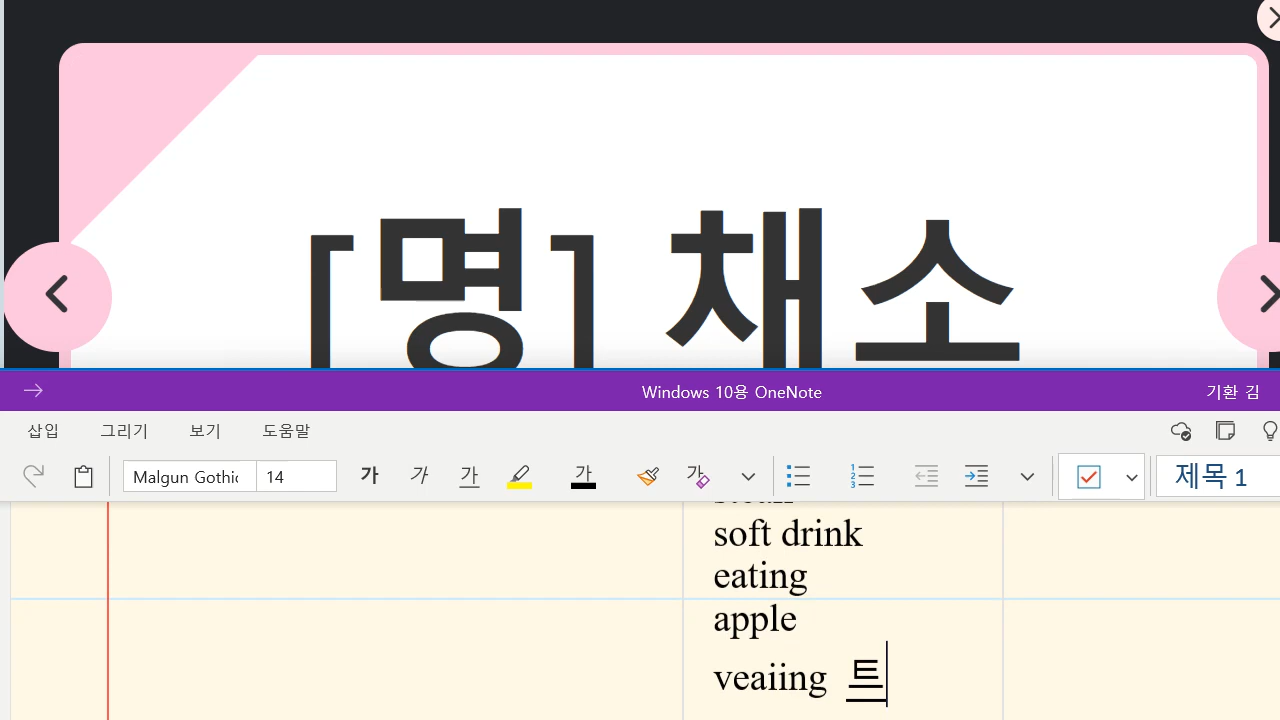 [명] 채소
Windows 10용 OneNote
기환 김
삽입 그리기 보기 도움말
Malgun Gothic 14 가 가 가 가 가 제목 1
soft drink
eating
apple
veaiing 트